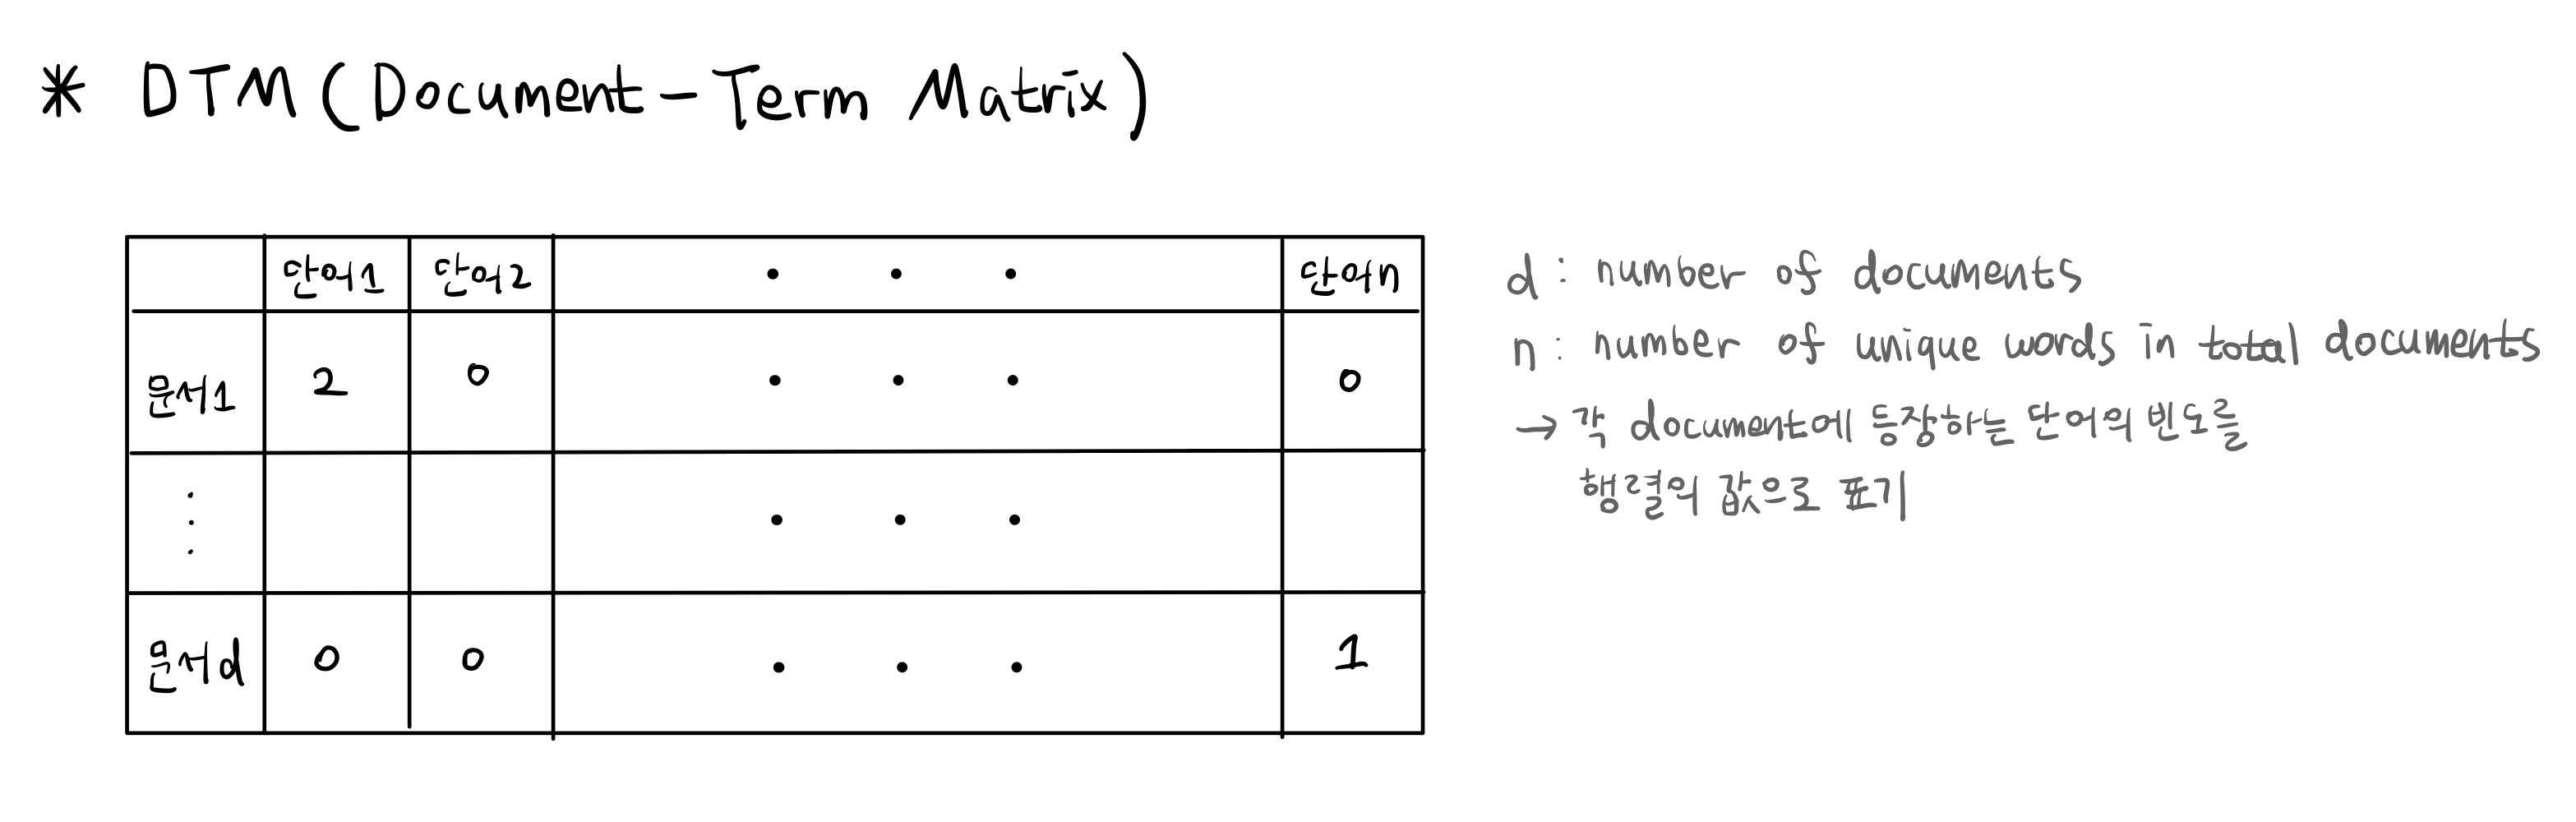 * DTM (Document-Term Matrix)
단어1 단어2 · · · 단어n
문서1 2 0 · · · 0
⋮ · · ·
문서d 0 0 · · · 1
d : number of documents
n : number of unique words in total documents
→ 각 document에 등장하는 단어의 빈도를
행렬의 값으로 표기